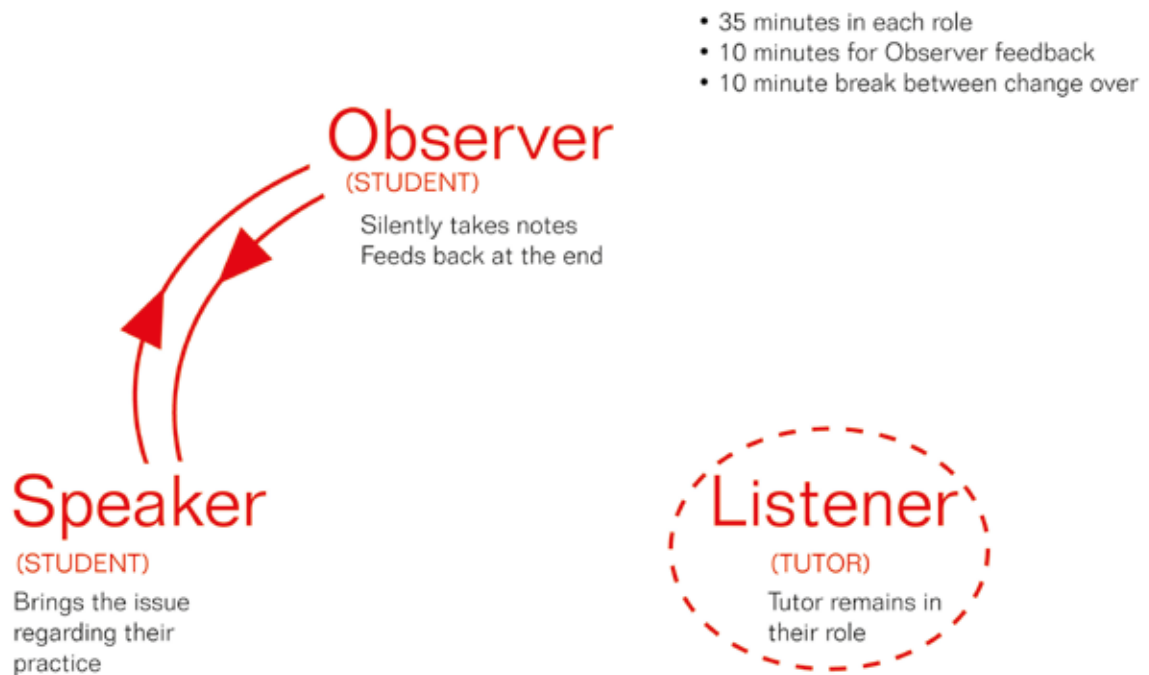 • 35 minutes in each role
• 10 minutes for Observer feedback
• 10 minute break between change over
Observer
(STUDENT)
Silently takes notes
Feeds back at the end
Speaker
(STUDENT)
Brings the issue
regarding their
practice
Listener
(TUTOR)
Tutor remains in
their role